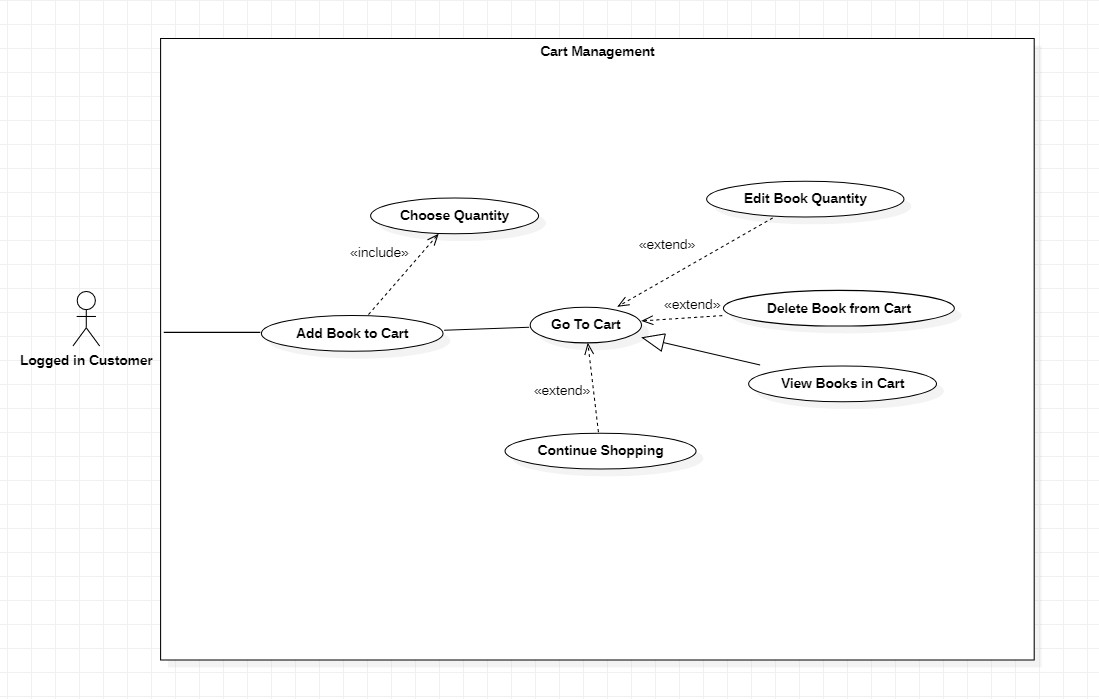 Cart Management
Edit Book Quantity
Choose Quantity
«extend»
«include»
«extend»
Delete Book from Cart
Go To Cart
Add Book to Cart
Logged in Customer
View Books in Cart
«extend»
Continue Shopping